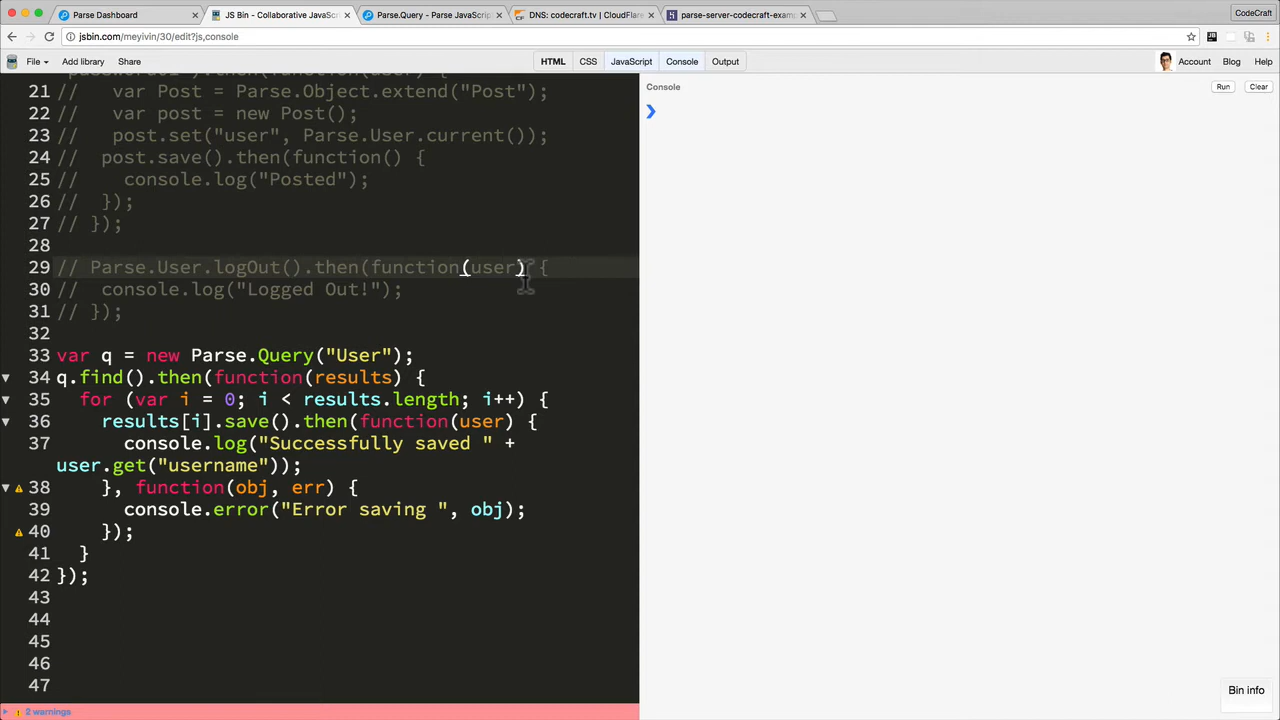 Parse Dashboard
JS Bin - Collaborative JavaScri
Parse.Query - Parse JavaScrip
DNS: codecraft.tv | CloudFlare
parse-server-codecraft-examp
CodeCraft
jsbin.com/meyivin/30/edit?js,console
File Add library Share
HTML CSS JavaScript Console Output
Account Blog Help
21 //   var Post = Parse.Object.extend("Post");
22 //   var post = new Post();
23 //   post.set("user", Parse.User.current());
24 //  post.save().then(function() {
25 //    console.log("Posted");
26 //  });
27 // });
28
29 // Parse.User.logOut().then(function(user) {
30 //  console.log("Logged Out!");
31 // });
32
33 var q = new Parse.Query("User");
34 q.find().then(function(results) {
35   for (var i = 0; i < results.length; i++) {
36     results[i].save().then(function(user) {
37       console.log("Successfully saved " +
user.get("username"));
38     }, function(obj, err) {
39       console.error("Error saving ", obj);
40     });
41   }
42 });
43
44
45
46
47
2 warnings
Console
Run Clear
Bin info